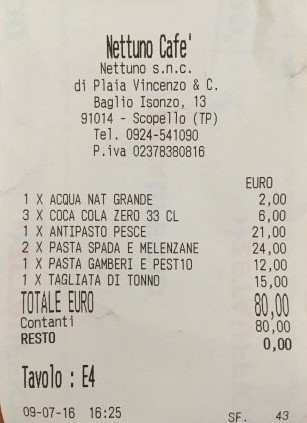 Nettuno Cafe'
Nettuno s.n.c.
di Plaia Vincenzo & C.
Baglio Isonzo, 13
91014 - Scopello (TP)
Tel. 0924-541090
P.iva 02378380816
EURO
1 X ACQUA NAT GRANDE 2,00
3 X COCA COLA ZERO 33 CL 6,00
1 X ANTIPASTO PESCE 21,00
2 X PASTA SPADA E MELENZANE 24,00
1 X PASTA GAMBERI E PEST10 12,00
1 X TAGLIATA DI TONNO 15,00
TOTALE EURO 80,00
Contanti 80,00
RESTO 0,00
Tavolo : E4
09-07-16 16:25 SF. 43